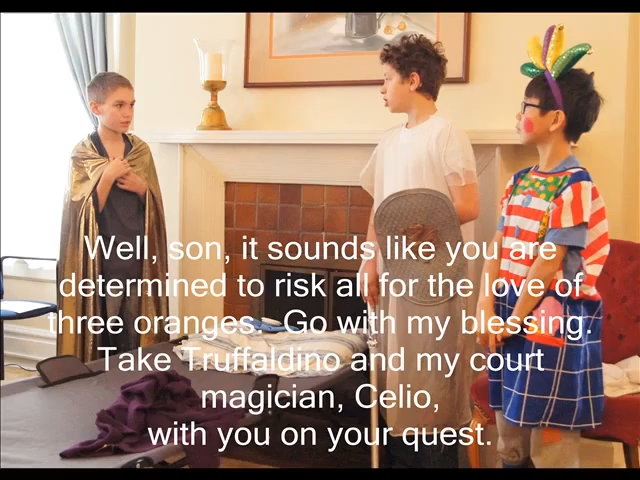 Well, son, it sounds like you are
determined to risk all for the love of
three oranges.  Go with my blessing.
Take Truffaldino and my court
magician, Celio,
with you on your quest.